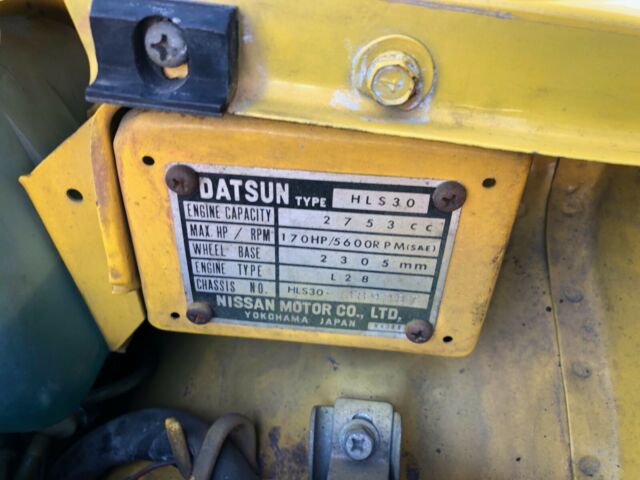 DATSUN TYPE HLS30
ENGINE CAPACITY 2753cc
MAX. HP / RPM 170HP/5600RPM(SAE)
WHEEL BASE 2305mm
ENGINE TYPE L28
CHASSIS NO. HLS30-
NISSAN MOTOR CO., LTD.
YOKOHAMA JAPAN